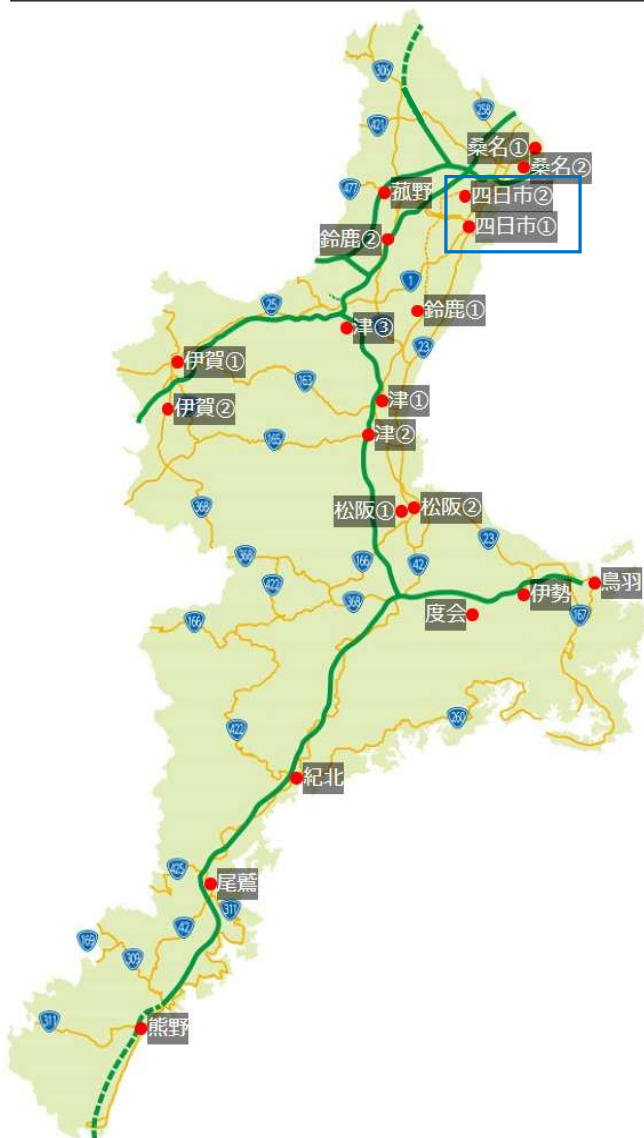 306
258
421
桑名①
桑名②
477
菰野
四日市②
四日市①
鈴鹿②
1
25
鈴鹿①
津③
23
伊賀①
163
津①
伊賀②
津②
165
368
松阪①
松阪②
23
368
166
42
422
368
伊勢
鳥羽
度会
167
166
422
260
紀北
425
尾鷲
311
42
169
309
311
熊野